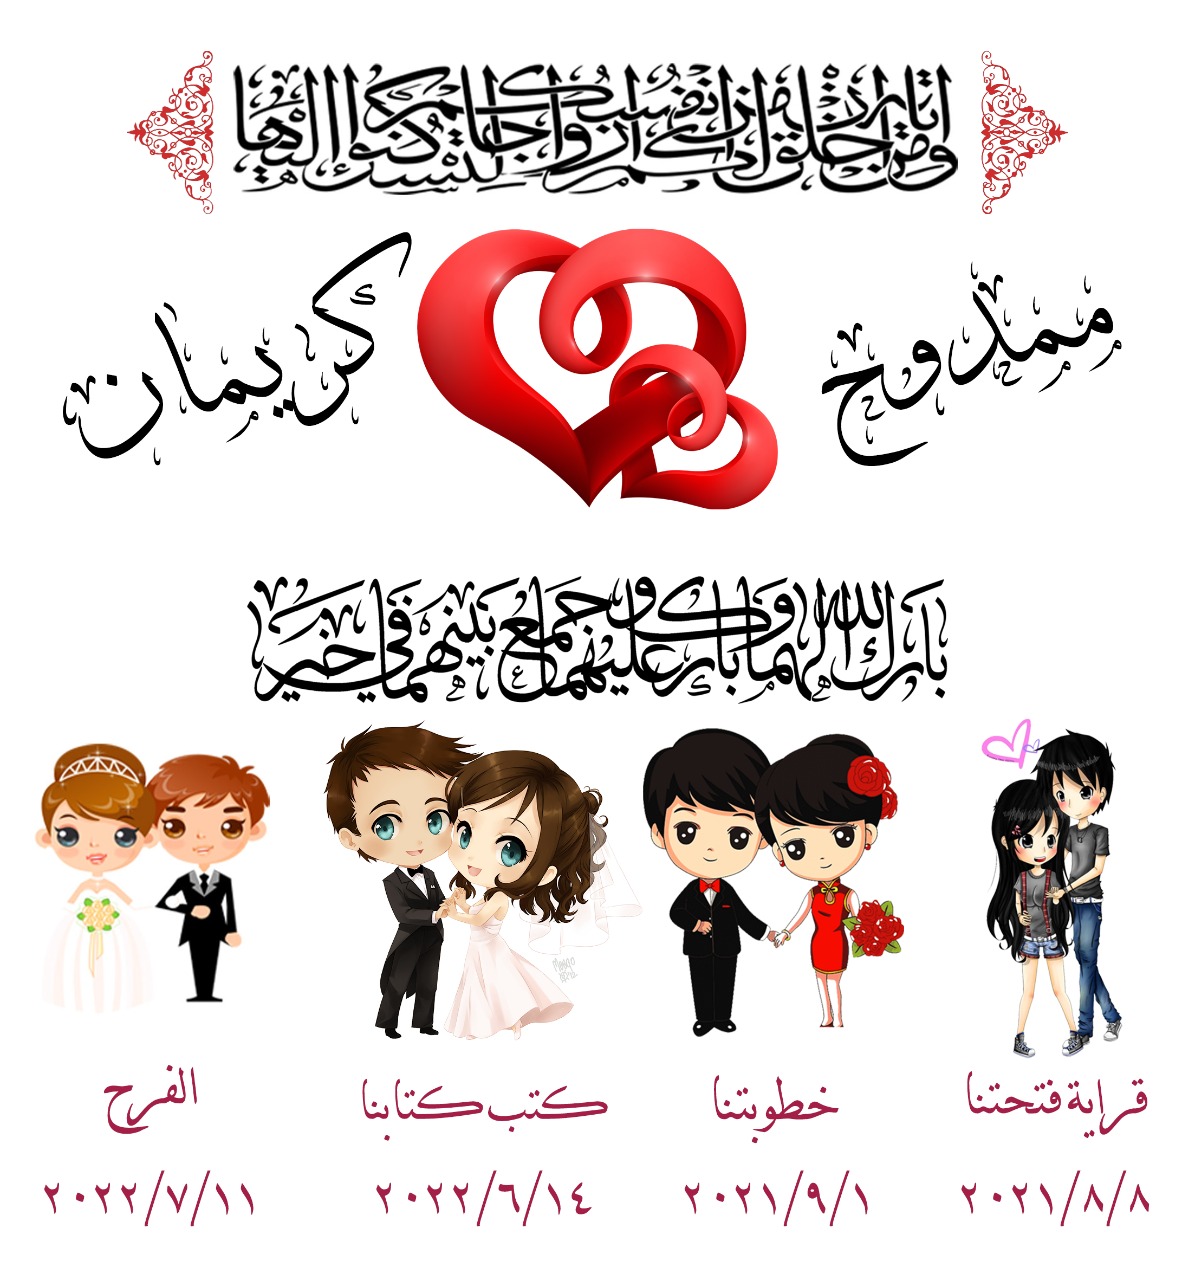 ومن آياته أن خلق لكم من أنفسكم أزواجا لتسكنوا إليها
ممدوح
كريمان
بارك الله لهما وبارك عليهما وجمع بينهما في خير
قراية فتحتنا
خطوبتنا
كتب كتابنا
الفرح
٢٠٢١/٨/٨
٢٠٢١/٩/١
٢٠٢٢/٦/١٤
٢٠٢٢/٧/١١